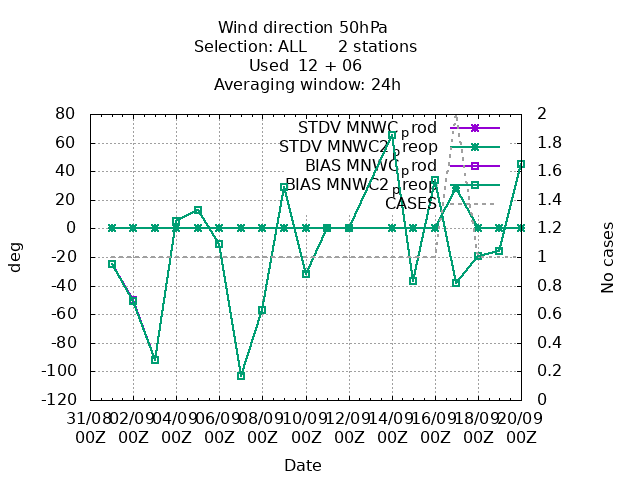 Wind direction 50hPa
Selection: ALL      2 stations
Used  12 + 06
Averaging window: 24h
STDV MNWC_prod
STDV MNWC2_preop
BIAS MNWC_prod
BIAS MNWC2_preop
CASES
80
60
40
20
0
-20
-40
-60
-80
-100
-120
2
1.8
1.6
1.4
1.2
1
0.8
0.6
0.4
0.2
0
deg
No cases
31/08 02/09 04/09 06/09 08/09 10/09 12/09 14/09 16/09 18/09 20/09
00Z 00Z 00Z 00Z 00Z 00Z 00Z 00Z 00Z 00Z 00Z
Date